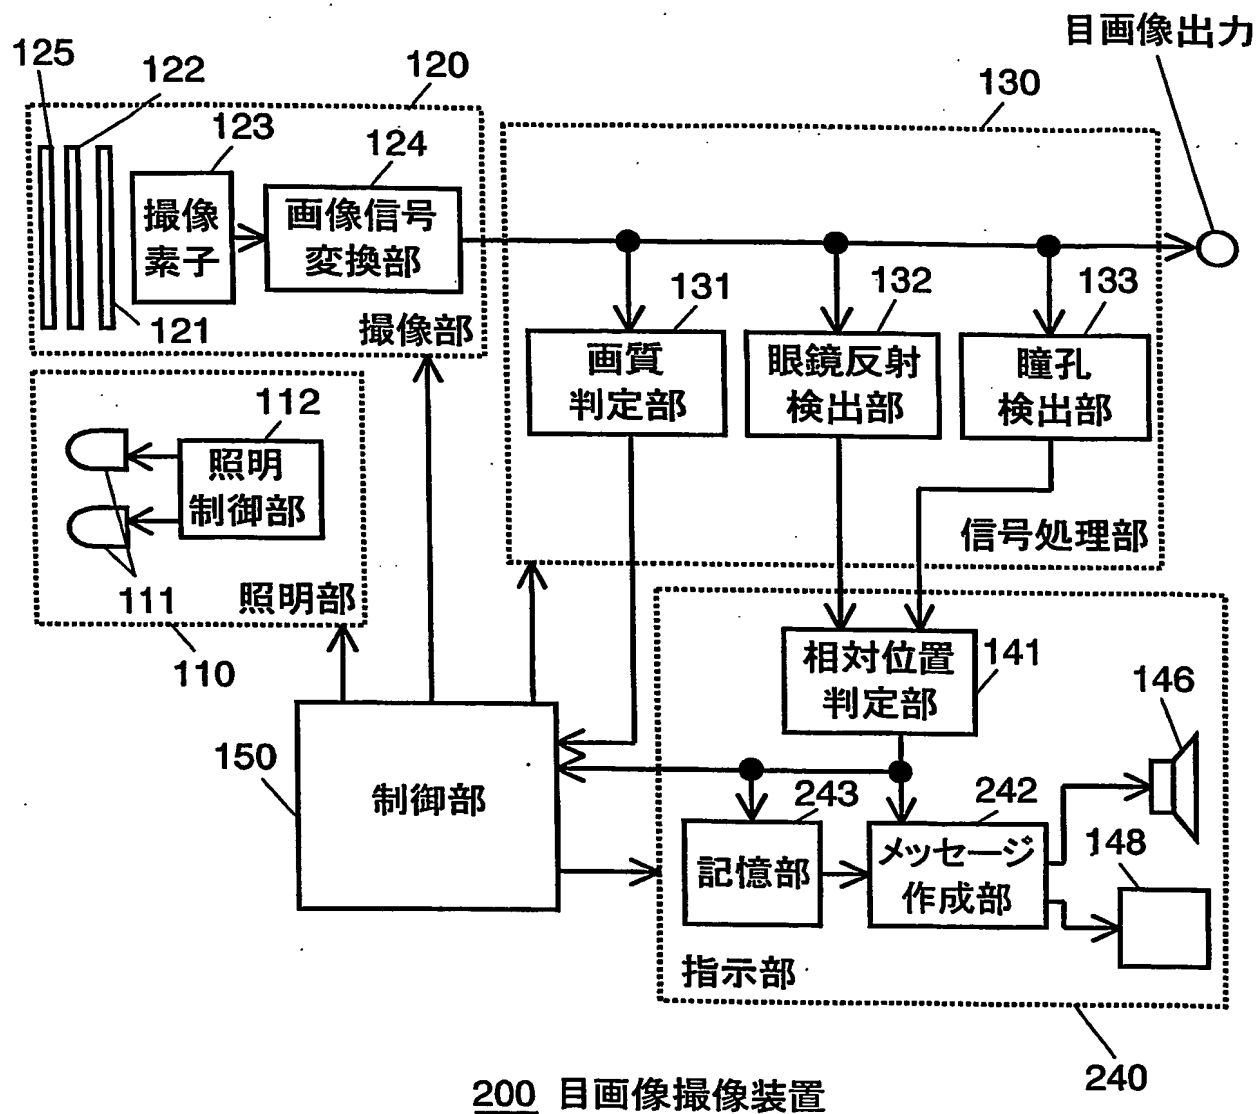 目画像出力
125
122
120
130
123
124
撮像
素子
画像信号
変換部
121
撮像部
131
132
133
画質
判定部
眼鏡反射
検出部
瞳孔
検出部
112
照明
制御部
信号処理部
111
照明部
110
相対位置
判定部
141
146
150
制御部
243
242
記憶部
メッセージ
作成部
148
指示部
240
200 目画像撮像装置